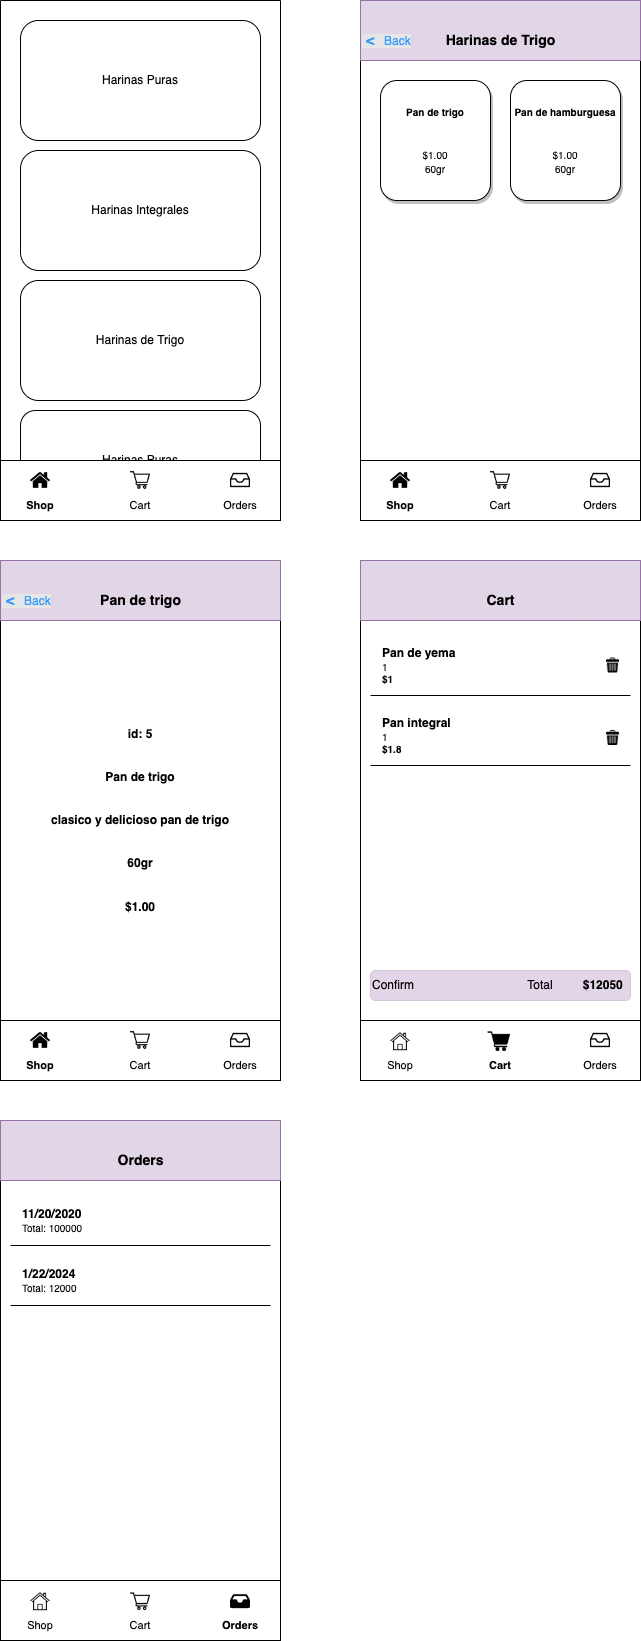 Harinas Puras
Harinas Integrales
Harinas de Trigo
Harinas Puras
Shop
Cart
Orders
< Back
Harinas de Trigo
Pan de trigo
$1.00
60gr
Pan de hamburguesa
$1.00
60gr
Shop
Cart
Orders
< Back
Pan de trigo
id: 5
Pan de trigo
clasico y delicioso pan de trigo
60gr
$1.00
Shop
Cart
Orders
Cart
Pan de yema
1
$1
Pan integral
1
$1.8
Confirm Total $12050
Shop
Cart
Orders
Orders
11/20/2020
Total: 100000
1/22/2024
Total: 12000
Shop
Cart
Orders